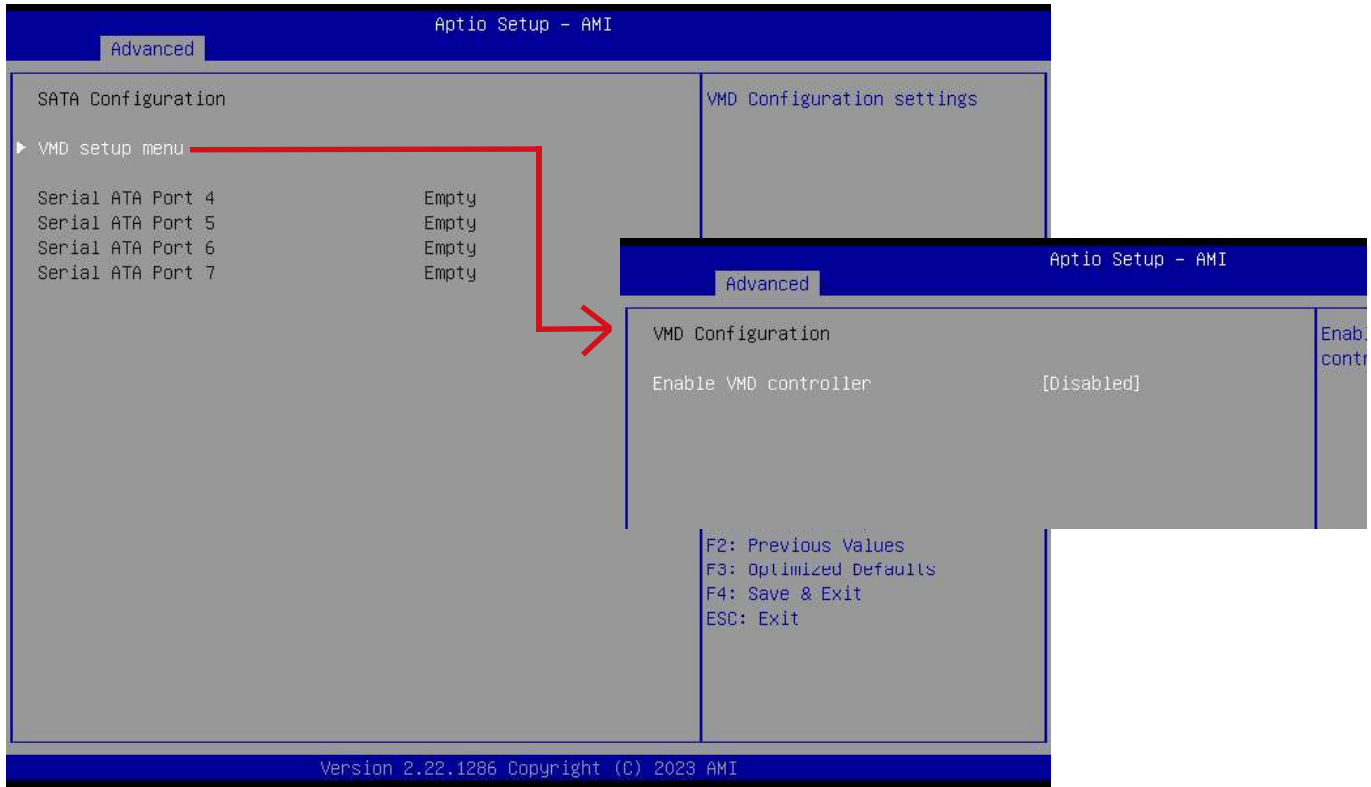 Aptio Setup - AMI
Advanced
SATA Configuration
VMD Configuration settings
VMD setup menu
Serial ATA Port 4 Empty
Serial ATA Port 5 Empty
Serial ATA Port 6 Empty
Serial ATA Port 7 Empty
Aptio Setup - AMI
Advanced
VMD Configuration
Enable VMD controller [Disabled]
F2: Previous Values
F3: Optimized Defaults
F4: Save & Exit
ESC: Exit
Version 2.22.1286 Copyright (C) 2023 AMI